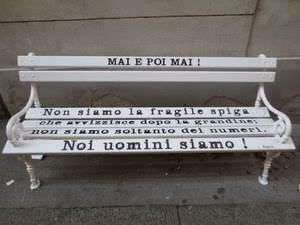 MAI E POI MAI !
Non siamo la fragile spiga
che avvizzisce dopo la grandine;
non siamo soltanto dei numeri.
Noi uomini siamo !